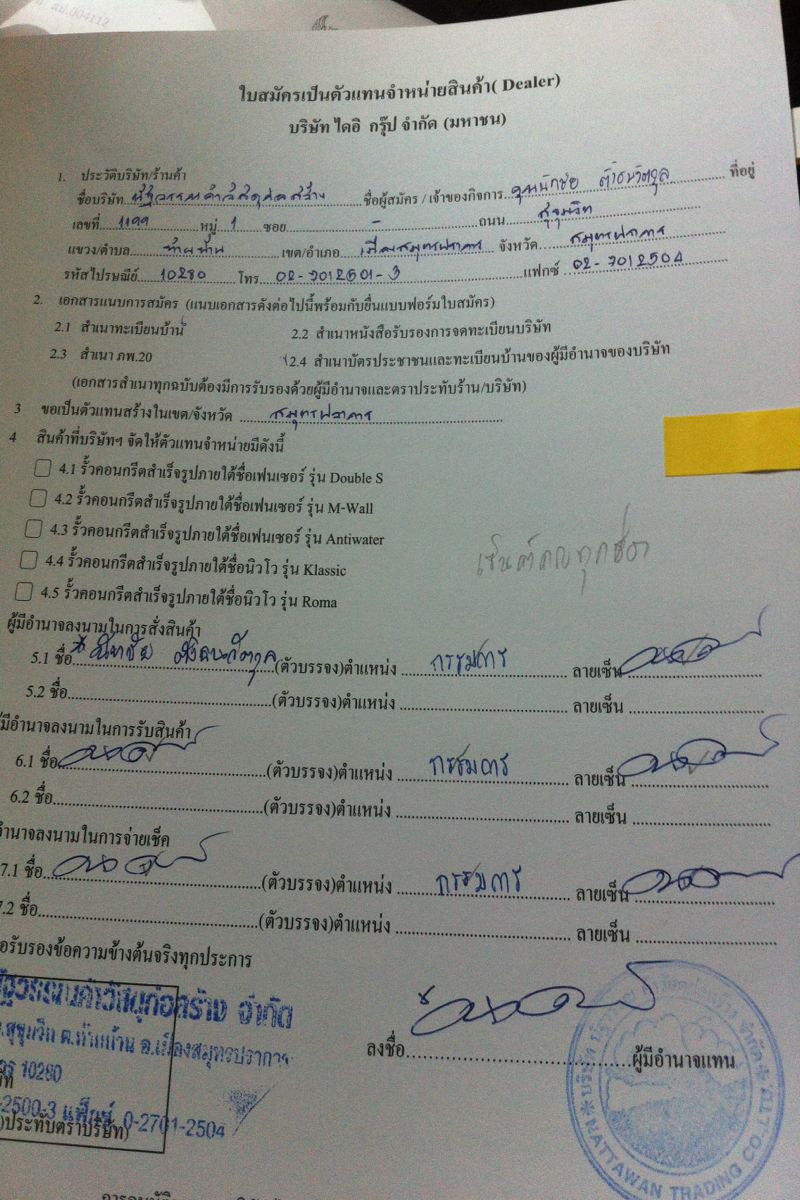 ใบสมัครเป็นตัวแทนจำหน่ายสินค้า( Dealer)
บริษัท ไดอิ กรุ๊ป จำกัด (มหาชน)
1. ประวัติบริษัท/ร้านค้า
ชื่อบริษัท ชื่อผู้สมัคร / เจ้าของกิจการ ที่อยู่
เลขที่ 1199 หมู่ 1 ซอย - ถนน สุขุมวิท
แขวง/ตำบล เขต/อำเภอ เมืองสมุทรปราการ จังหวัด สมุทรปราการ
รหัสไปรษณีย์ 10280 โทร 02-7012501-3 แฟกซ์ 02-7012504
2. เอกสารแนบการสมัคร (แนบเอกสารดังต่อไปนี้พร้อมกับยื่นแบบฟอร์มใบสมัคร)
2.1 สำเนาทะเบียนบ้าน 2.2 สำเนาหนังสือรับรองการจดทะเบียนบริษัท
2.3 สำเนา ภพ.20 2.4 สำเนาบัตรประชาชนและทะเบียนบ้านของผู้มีอำนาจของบริษัท
(เอกสารสำเนาทุกฉบับต้องมีการรับรองด้วยผู้มีอำนาจและตราประทับร้าน/บริษัท)
3 ขอเป็นตัวแทนสร้างในเขต/จังหวัด สมุทรปราการ
4 สินค้าที่บริษัทฯ จัดให้ตัวแทนจำหน่ายมีดังนี้
4.1 รั้วคอนกรีตสำเร็จรูปภายใต้ชื่อเฟนเซอร์ รุ่น Double S
4.2 รั้วคอนกรีตสำเร็จรูปภายใต้ชื่อเฟนเซอร์ รุ่น M-Wall
4.3 รั้วคอนกรีตสำเร็จรูปภายใต้ชื่อเฟนเซอร์ รุ่น Antiwater
4.4 รั้วคอนกรีตสำเร็จรูปภายใต้ชื่อนิวโว รุ่น Klassic
4.5 รั้วคอนกรีตสำเร็จรูปภายใต้ชื่อนิวโว รุ่น Roma
ผู้มีอำนาจลงนามในการสั่งสินค้า
5.1 ชื่อ (ตัวบรรจง)ตำแหน่ง กรรมการ ลายเซ็น
5.2 ชื่อ (ตัวบรรจง)ตำแหน่ง ลายเซ็น
มีอำนาจลงนามในการรับสินค้า
6.1 ชื่อ (ตัวบรรจง)ตำแหน่ง กรรมการ ลายเซ็น
6.2 ชื่อ (ตัวบรรจง)ตำแหน่ง ลายเซ็น
อำนาจลงนามในการจ่ายเช็ค
7.1 ชื่อ (ตัวบรรจง)ตำแหน่ง กรรมการ ลายเซ็น
7.2 ชื่อ (ตัวบรรจง)ตำแหน่ง ลายเซ็น
อรับรองข้อความข้างต้นจริงทุกประการ
จำกัด
สุขุมวิท อ.เมืองสมุทรปราการ
10280
แฟ็กซ์ 0-2701-2504
ประทับตราบริษัท)
ลงชื่อ ผู้มีอำนาจแทน
NATTAWAN TRADING CO.,LTD.